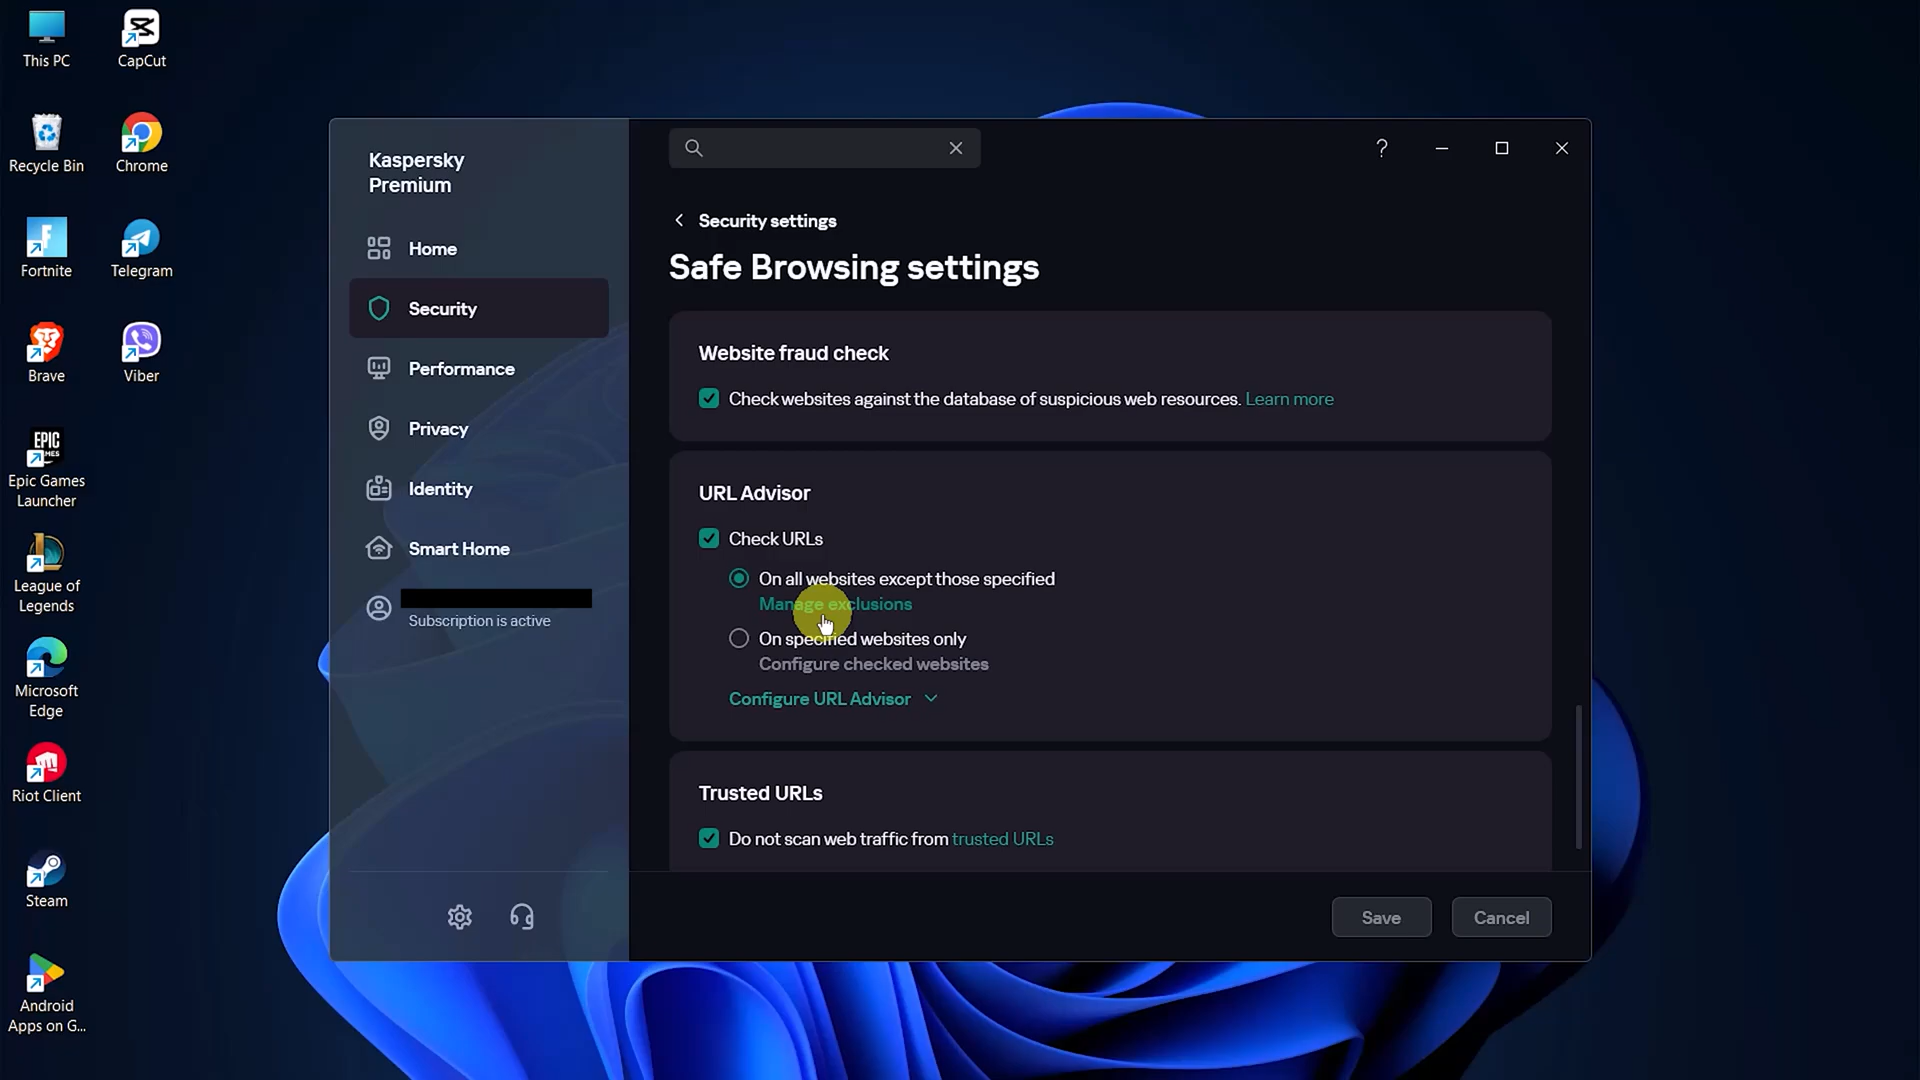 This PC
CapCut
Recycle Bin
Chrome
Fortnite
Telegram
Brave
Viber
EPIC
GAMES
Epic Games
Launcher
League of
Legends
Microsoft
Edge
Riot Client
Steam
Android
Apps on G...
Kaspersky
Premium
Home
Security
Performance
Privacy
Identity
Smart Home
Subscription is active
Security settings
Safe Browsing settings
Website fraud check
Check websites against the database of suspicious web resources. Learn more
URL Advisor
Check URLs
On all websites except those specified
Manage exclusions
On specified websites only
Configure checked websites
Configure URL Advisor
Trusted URLs
Do not scan web traffic from trusted URLs
Save
Cancel